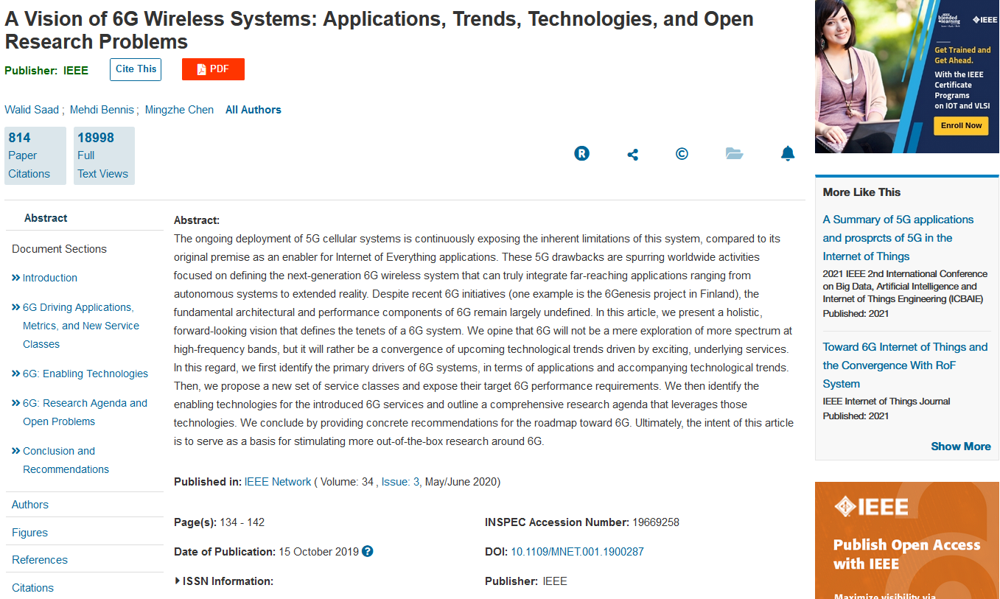 A Vision of 6G Wireless Systems: Applications, Trends, Technologies, and Open
Research Problems
Publisher: IEEE
Cite This
PDF
Walid Saad ; Mehdi Bennis ; Mingzhe Chen All Authors
814
Paper
Citations
18998
Full
Text Views
R
©
Abstract
Document Sections
Introduction
6G Driving Applications,
Metrics, and New Service
Classes
6G: Enabling Technologies
6G: Research Agenda and
Open Problems
Conclusion and
Recommendations
Authors
Figures
References
Citations
Abstract:
The ongoing deployment of 5G cellular systems is continuously exposing the inherent limitations of this system, compared to its
original premise as an enabler for Internet of Everything applications. These 5G drawbacks are spurring worldwide activities
focused on defining the next-generation 6G wireless system that can truly integrate far-reaching applications ranging from
autonomous systems to extended reality. Despite recent 6G initiatives (one example is the 6Genesis project in Finland), the
fundamental architectural and performance components of 6G remain largely undefined. In this article, we present a holistic,
forward-looking vision that defines the tenets of a 6G system. We opine that 6G will not be a mere exploration of more spectrum at
high-frequency bands, but it will rather be a convergence of upcoming technological trends driven by exciting, underlying services.
In this regard, we first identify the primary drivers of 6G systems, in terms of applications and accompanying technological trends.
Then, we propose a new set of service classes and expose their target 6G performance requirements. We then identify the
enabling technologies for the introduced 6G services and outline a comprehensive research agenda that leverages those
technologies. We conclude by providing concrete recommendations for the roadmap toward 6G. Ultimately, the intent of this article
is to serve as a basis for stimulating more out-of-the-box research around 6G.
Published in: IEEE Network ( Volume: 34 , Issue: 3, May/June 2020)
Page(s): 134 - 142
INSPEC Accession Number: 19669258
Date of Publication: 15 October 2019
DOI: 10.1109/MNET.001.1900287
ISSN Information:
Publisher: IEEE
IEEE
blended
learning
IEEE
Get Trained and
Get Ahead.
With the IEEE
Certificate
Programs
on IOT and VLSI
Enroll Now
More Like This
A Summary of 5G applications
and prosprcts of 5G in the
Internet of Things
2021 IEEE 2nd International Conference
on Big Data, Artificial Intelligence and
Internet of Things Engineering (ICBAIE)
Published: 2021
Toward 6G Internet of Things and
the Convergence With RoF
System
IEEE Internet of Things Journal
Published: 2021
Show More
IEEE
Publish Open Access
with IEEE
Maximize visibility via